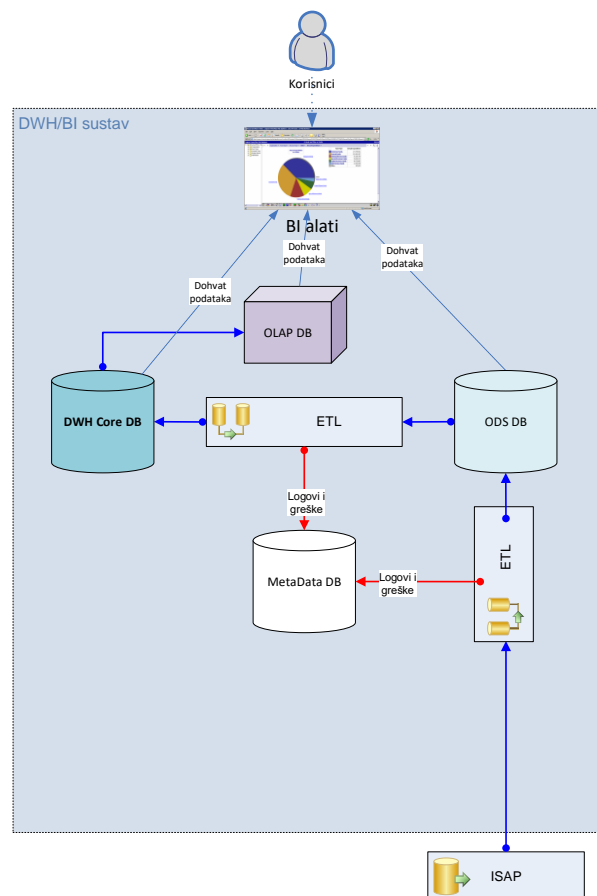 Korisnici
DWH/BI sustav
BI alati
Dohvat
podataka
Dohvat
podataka
Dohvat
podataka
OLAP DB
DWH Core DB
ETL
ODS DB
Logovi i
greške
MetaData DB
Logovi i
greške
ETL
ISAP